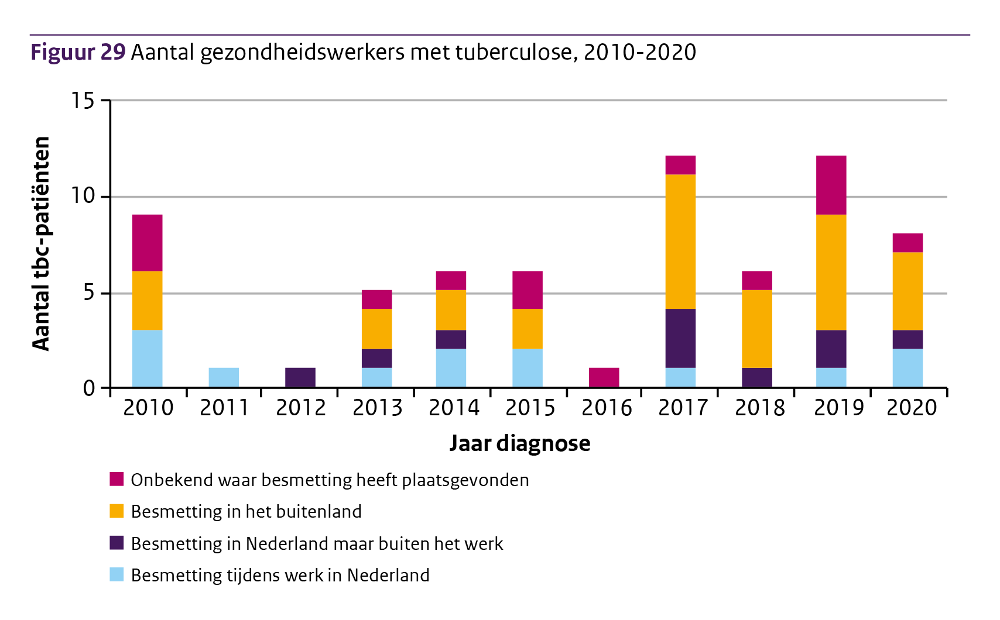 Figuur 29 Aantal gezondheidswerkers met tuberculose, 2010-2020
15
10
5
0
Aantal tbc-patiënten
2010 2011 2012 2013 2014 2015 2016 2017 2018 2019 2020
Jaar diagnose
Onbekend waar besmetting heeft plaatsgevonden
Besmetting in het buitenland
Besmetting in Nederland maar buiten het werk
Besmetting tijdens werk in Nederland